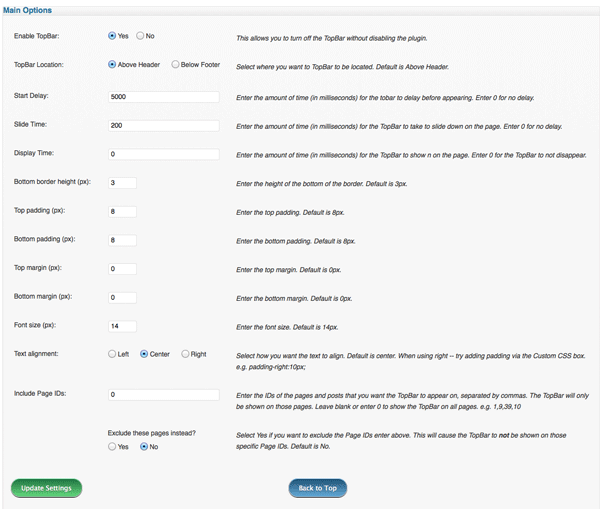 Main Options
Enable TopBar: Yes No This allows you to turn off the TopBar without disabling the plugin.
TopBar Location: Above Header Below Footer Select where you want to TopBar to be located. Default is Above Header.
Start Delay: 5000 Enter the amount of time (in milliseconds) for the tobar to delay before appearing. Enter 0 for no delay.
Slide Time: 200 Enter the amount of time (in milliseconds) for the TopBar to take to slide down on the page. Enter 0 for no delay.
Display Time: 0 Enter the amount of time (in milliseconds) for the TopBar to show n on the page. Enter 0 for the TopBar to not disappear.
Bottom border height (px): 3 Enter the height of the bottom of the border. Default is 3px.
Top padding (px): 8 Enter the top padding. Default is 8px.
Bottom padding (px): 8 Enter the bottom padding. Default is 8px.
Top margin (px): 0 Enter the top margin. Default is 0px.
Bottom margin (px): 0 Enter the bottom margin. Default is 0px.
Font size (px): 14 Enter the font size. Default is 14px.
Text alignment: Left Center Right Select how you want the text to align. Default is center. When using right -- try adding padding via the Custom CSS box.
e.g. padding-right:10px;
Include Page IDs: 0 Enter the IDs of the pages and posts that you want the TopBar to appear on, separated by commas. The TopBar will only
be shown on those pages. Leave blank or enter 0 to show the TopBar on all pages. e.g. 1,9,39,10
Exclude these pages instead? Select Yes if you want to exclude the Page IDs enter above. This will cause the TopBar to not be shown on those
Yes No specific Page IDs. Default is No.
Update Settings Back to Top